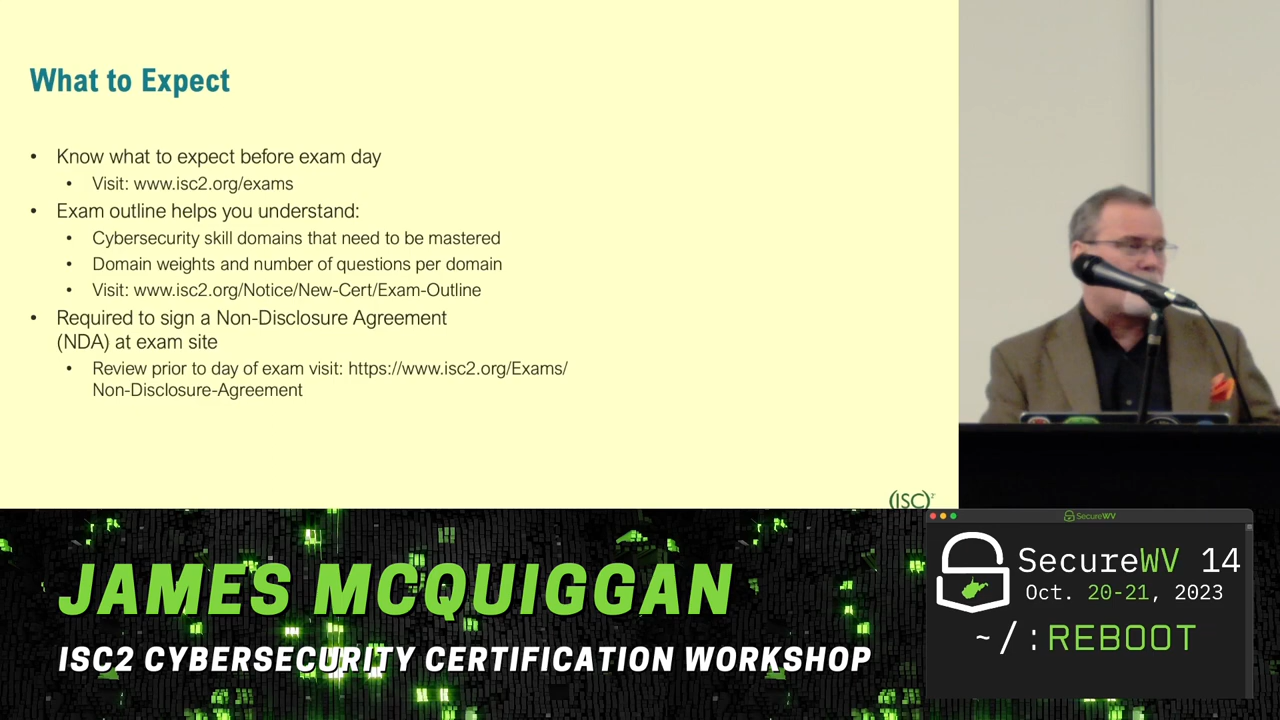 What to Expect
• Know what to expect before exam day
• Visit: www.isc2.org/exams
• Exam outline helps you understand:
• Cybersecurity skill domains that need to be mastered
• Domain weights and number of questions per domain
• Visit: www.isc2.org/Notice/New-Cert/Exam-Outline
• Required to sign a Non-Disclosure Agreement
(NDA) at exam site
• Review prior to day of exam visit: https://www.isc2.org/Exams/
Non-Disclosure-Agreement
(ISC)²
JAMES MCQUIGGAN
ISC2 CYBERSECURITY CERTIFICATION WORKSHOP
SecureWV
SecureWV 14
Oct. 20-21, 2023
~/:REBOOT